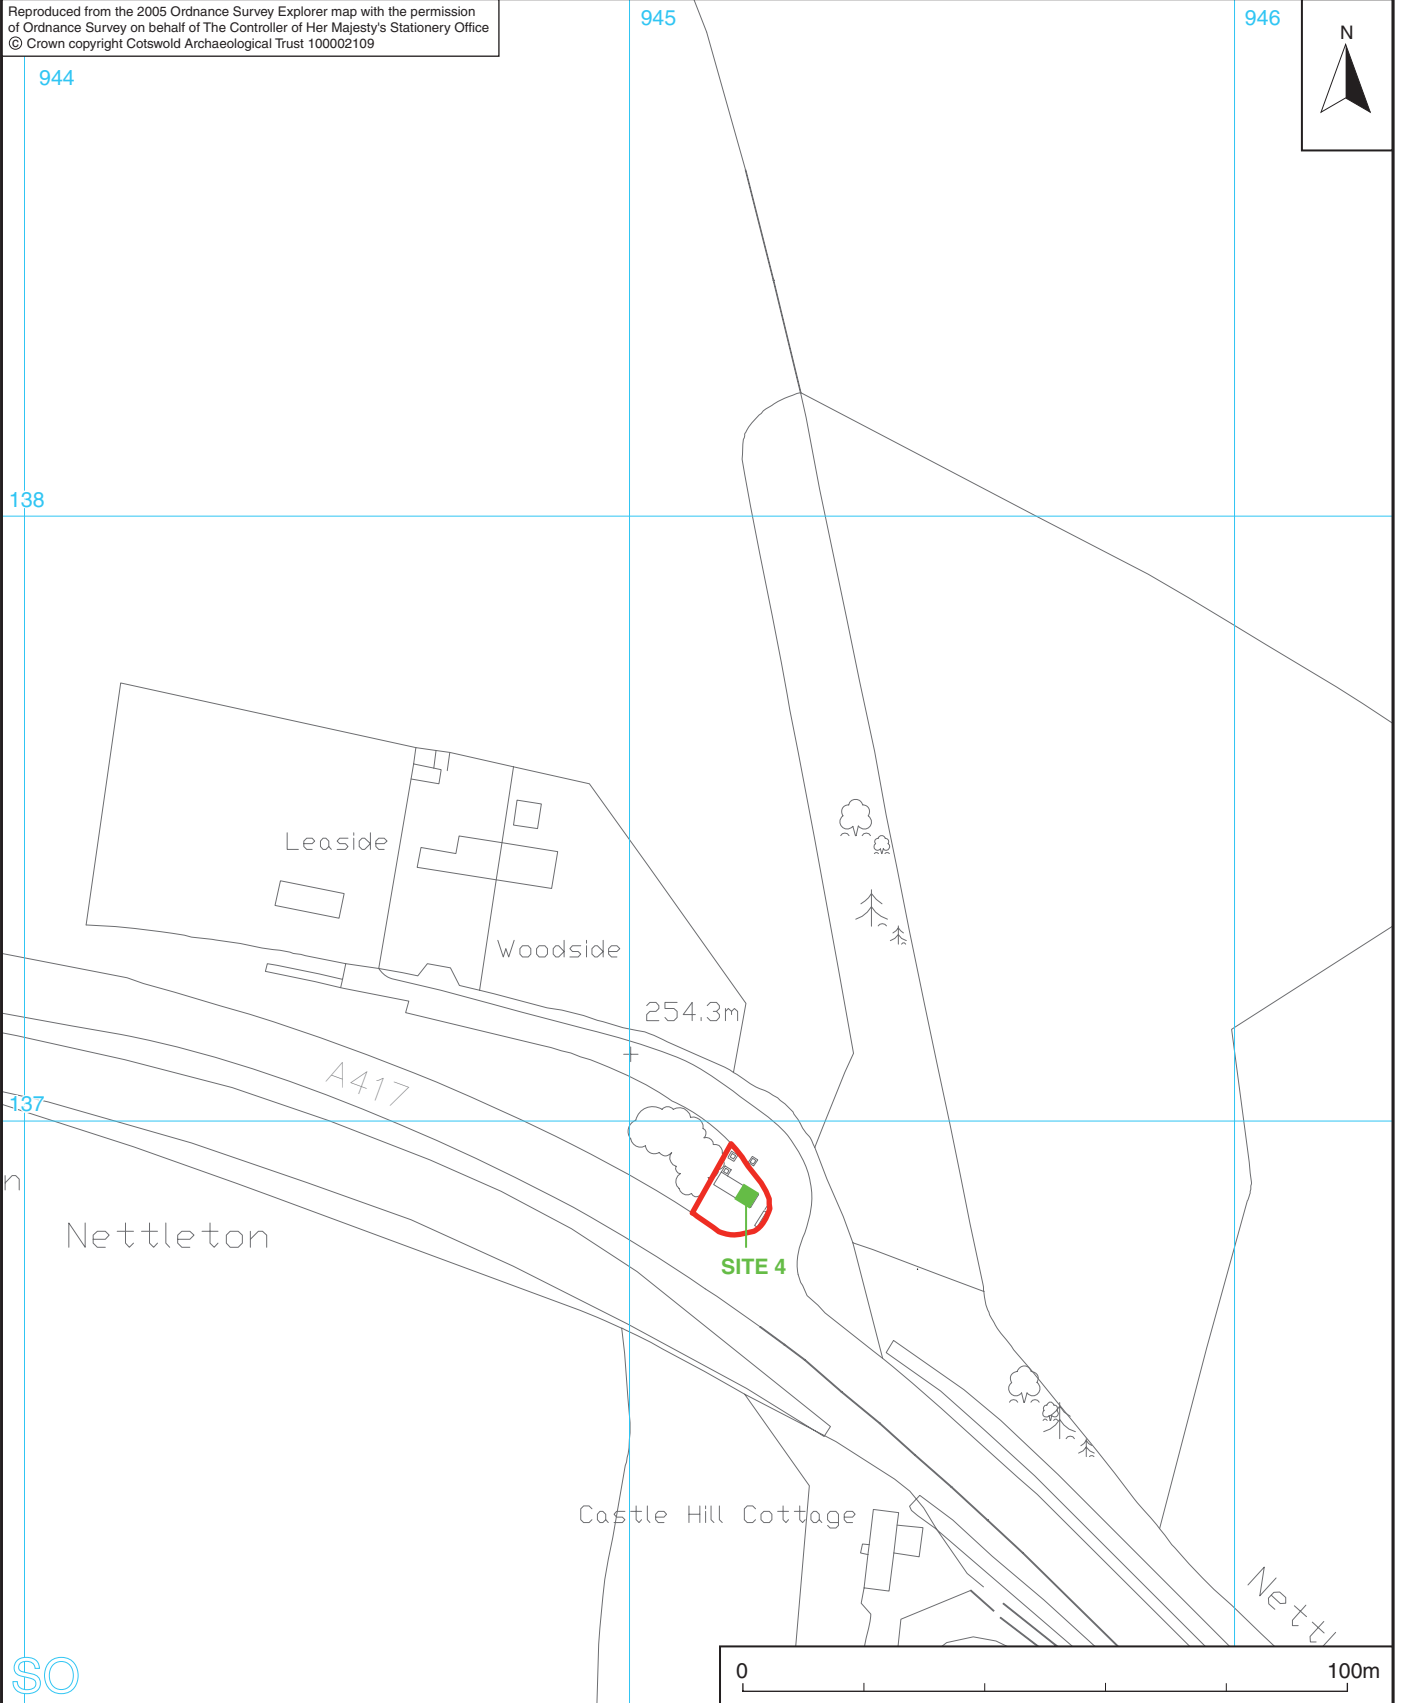 Reproduced from the 2005 Ordnance Survey Explorer map with the permission
of Ordnance Survey on behalf of The Controller of Her Majesty's Stationery Office
© Crown copyright Cotswold Archaeological Trust 100002109
944
945
946
N
138
Leaside
Woodside
254.3m
A417
137
n
Nettleton
SITE 4
Castle Hill Cottage
Nettl
SO
0
100m